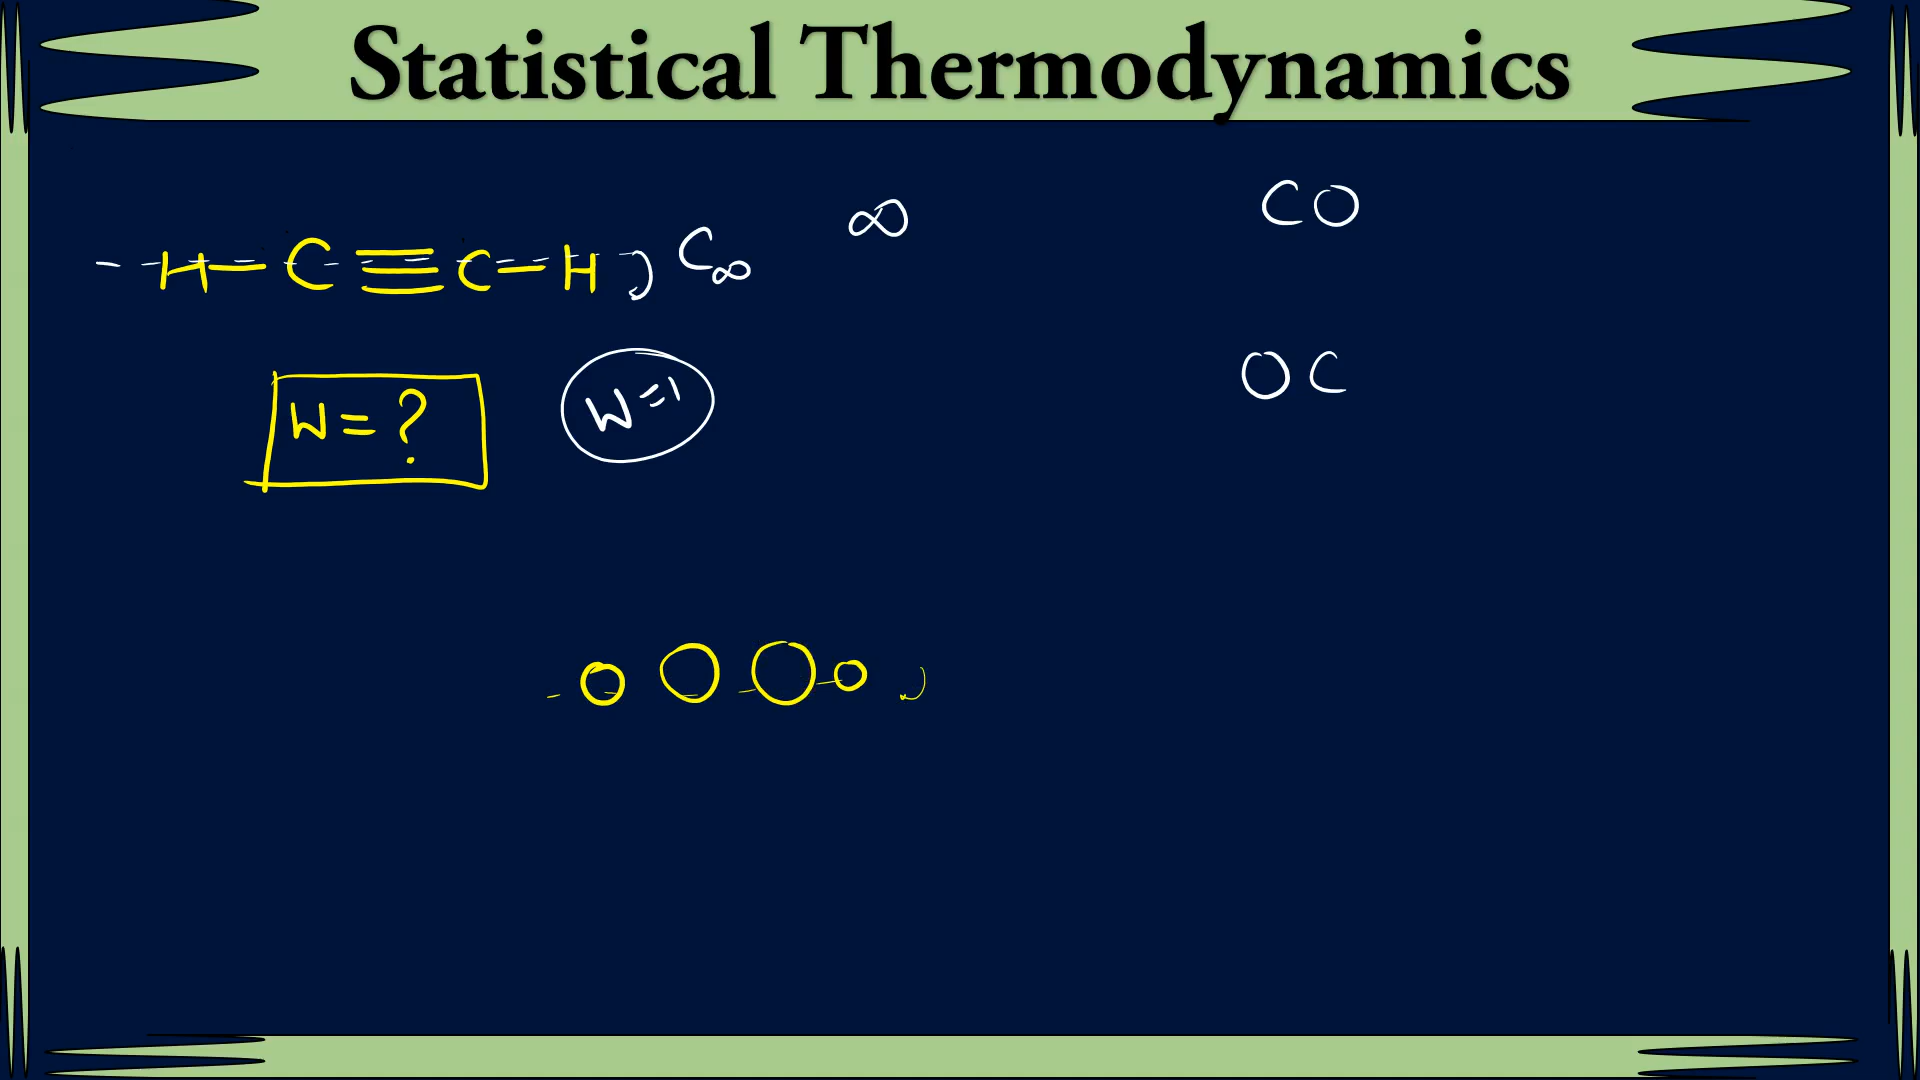 Statistical Thermodynamics
CO
∞
H—C≡C—H C∞
OC
W = ?
W=1